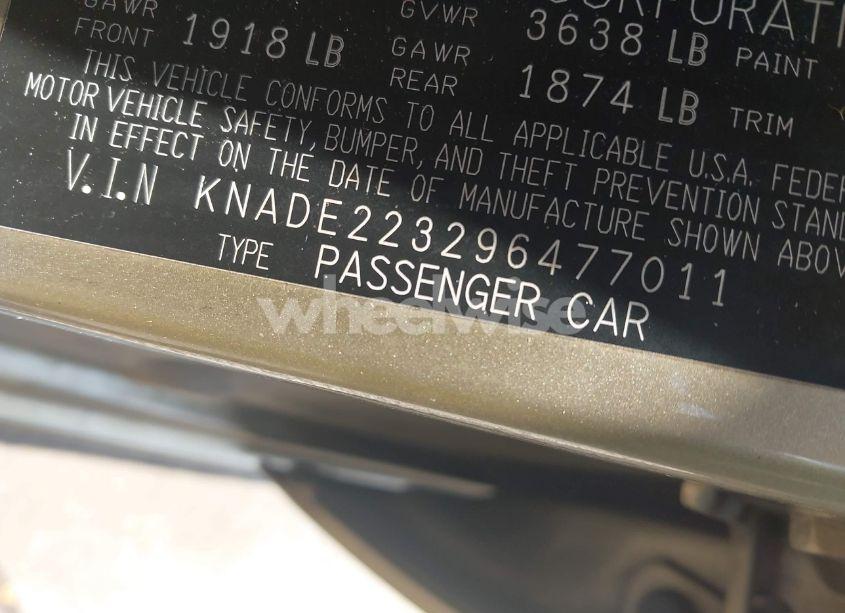 GAWR FRONT 1918 LB
GVWR 3638 LB PAINT
GAWR REAR 1874 LB TRIM
THIS VEHICLE CONFORMS TO ALL APPLICABLE U.S.A. FEDER
MOTOR VEHICLE SAFETY, BUMPER, AND THEFT PREVENTION STAND
IN EFFECT ON THE DATE OF MANUFACTURE SHOWN ABOV
V.I.N KNADE223296477011
TYPE PASSENGER CAR
wheelwise